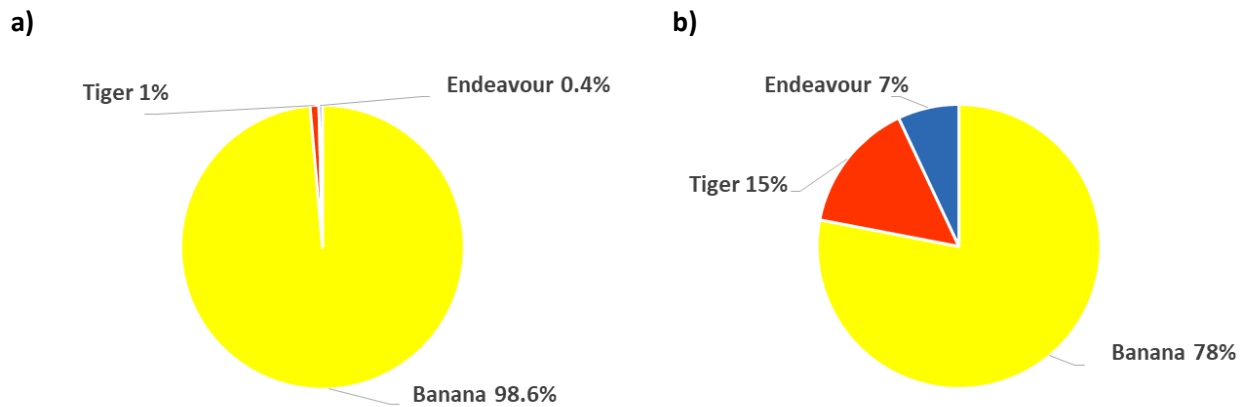 a)
Tiger 1%
Endeavour 0.4%
Banana 98.6%
b)
Endeavour 7%
Tiger 15%
Banana 78%